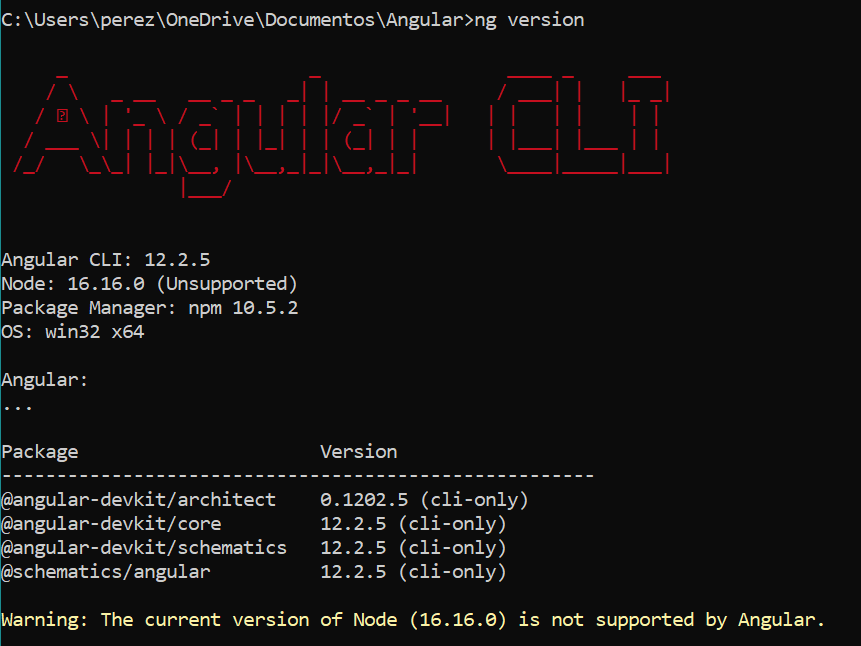 C:\Users\perez\OneDrive\Documentos\Angular>ng version
Angular CLI
Angular CLI: 12.2.5
Node: 16.16.0 (Unsupported)
Package Manager: npm 10.5.2
OS: win32 x64
Angular:
...
Package Version
------------------------------------------------------
@angular-devkit/architect 0.1202.5 (cli-only)
@angular-devkit/core 12.2.5 (cli-only)
@angular-devkit/schematics 12.2.5 (cli-only)
@schematics/angular 12.2.5 (cli-only)
Warning: The current version of Node (16.16.0) is not supported by Angular.